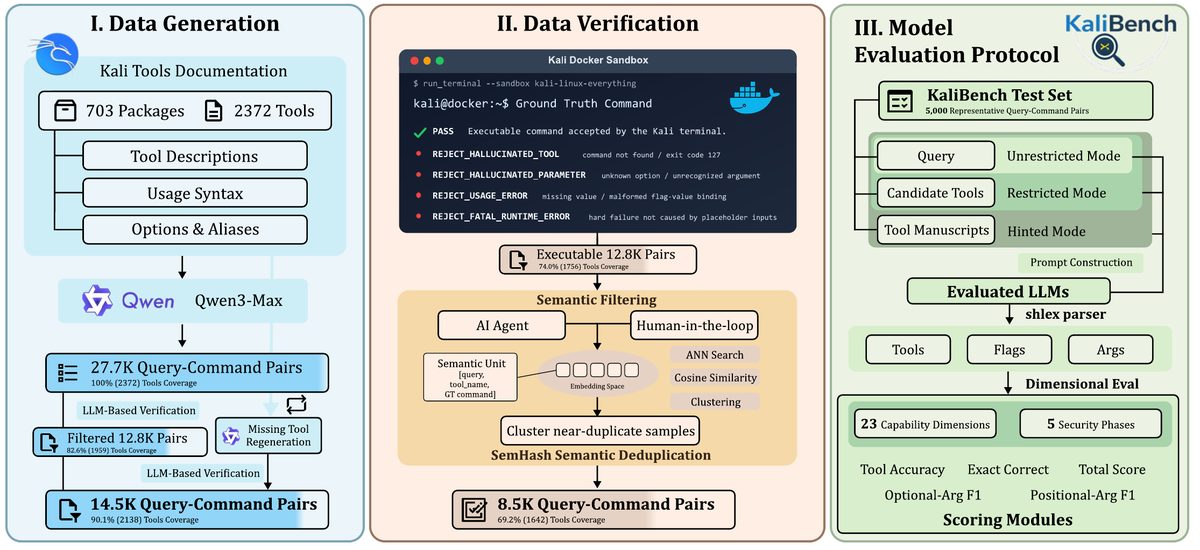 I. Data Generation
Kali Tools Documentation
703 Packages
2372 Tools
Tool Descriptions
Usage Syntax
Options & Aliases
Qwen
Qwen3-Max
27.7K Query-Command Pairs
100% (2372) Tools Coverage
LLM-Based Verification
Filtered 12.8K Pairs
82.6% (1959) Tools Coverage
Missing Tool
Regeneration
LLM-Based Verification
14.5K Query-Command Pairs
90.1% (2138) Tools Coverage
II. Data Verification
Kali Docker Sandbox
$ run_terminal --sandbox kali-linux-everything
kali@docker:~$ Ground Truth Command
PASS Executable command accepted by the Kali terminal.
REJECT_HALLUCINATED_TOOL command not found / exit code 127
REJECT_HALLUCINATED_PARAMETER unknown option / unrecognized argument
REJECT_USAGE_ERROR missing value / malformed flag-value binding
REJECT_FATAL_RUNTIME_ERROR hard failure not caused by placeholder inputs
Executable 12.8K Pairs
74.0% (1756) Tools Coverage
Semantic Filtering
AI Agent
Human-in-the-loop
Semantic Unit
[query,
tool_name,
GT command]
Embedding Space
ANN Search
Cosine Similarity
Clustering
Cluster near-duplicate samples
SemHash Semantic Deduplication
8.5K Query-Command Pairs
69.2% (1642) Tools Coverage
III. Model
Evaluation Protocol
KaliBench
KaliBench Test Set
5,000 Representative Query-Command Pairs
Query
Unrestricted Mode
Candidate Tools
Restricted Mode
Tool Manuscripts
Hinted Mode
Prompt Construction
Evaluated LLMs
shlex parser
Tools
Flags
Args
Dimensional Eval
23 Capability Dimensions
5 Security Phases
Tool Accuracy
Exact Correct
Total Score
Optional-Arg F1
Positional-Arg F1
Scoring Modules